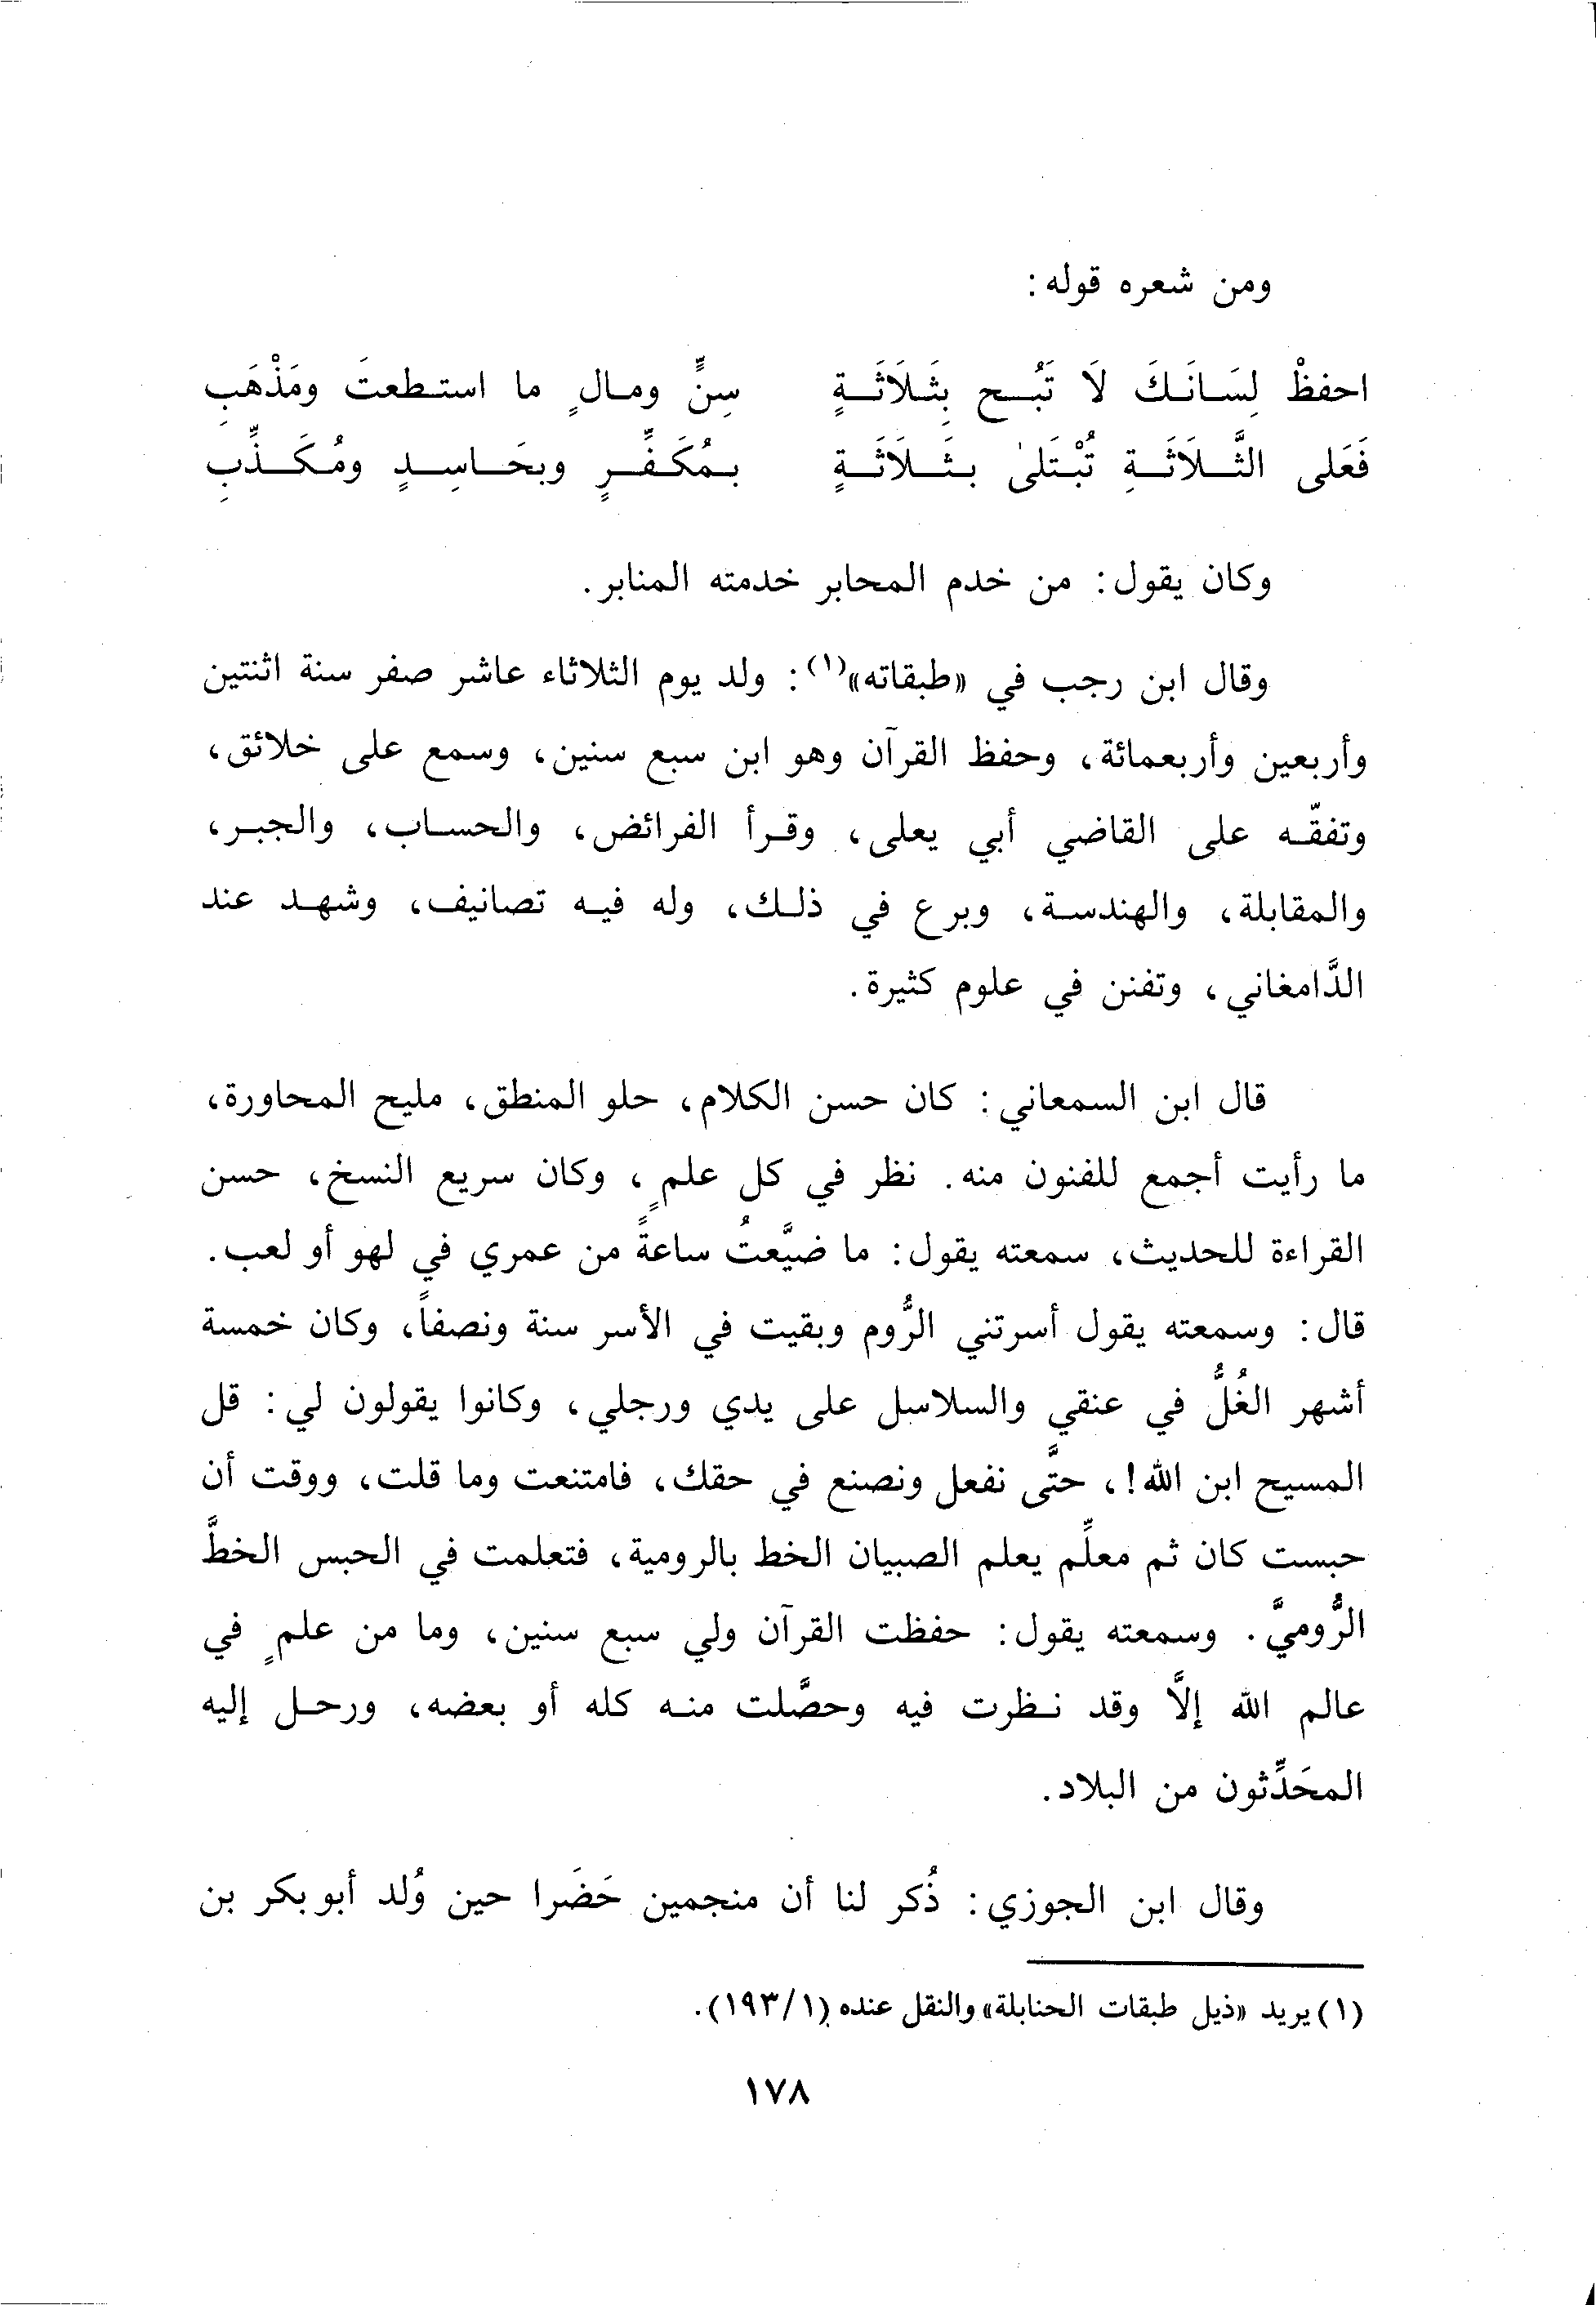 ومن شعره قوله:
احفظْ لِسَانَكَ لاَ تَبُح بِثَلاَثَةٍ سِنٍّ ومالٍ ما استطعتَ ومَذْهَبِ
فَعَلى الثَّلاَثَةِ تُبْتَلىٰ بثَلاَثَةٍ بمُكَفِّرٍ وبحَاسِدٍ ومُكَذِّبِ
وكان يقول: من خدم المحابر خدمته المنابر.
وقال ابن رجب في «طبقاته»(١): ولد يوم الثلاثاء عاشر صفر سنة اثنتين
وأربعين وأربعمائة، وحفظ القرآن وهو ابن سبع سنين، وسمع على خلائق،
وتفقّه على القاضي أبي يعلى، وقرأ الفرائض، والحساب، والجبر،
والمقابلة، والهندسة، وبرع في ذلك، وله فيه تصانيف، وشهد عند
الدَّامغاني، وتفنن في علوم كثيرة.
قال ابن السمعاني: كان حسن الكلام، حلو المنطق، مليح المحاورة،
ما رأيت أجمع للفنون منه. نظر في كل علمٍ، وكان سريع النسخ، حسن
القراءة للحديث، سمعته يقول: ما ضيَّعتُ ساعةً من عمري في لهو أو لعب.
قال: وسمعته يقول أسرتني الرُّوم وبقيت في الأسر سنة ونصفاً، وكان خمسة
أشهر الغُلُّ في عنقي والسلاسل على يدي ورجلي، وكانوا يقولون لي: قل
المسيح ابن الله!، حتَّى نفعل ونصنع في حقك، فامتنعت وما قلت، ووقت أن
حبست كان ثم معلِّم يعلم الصبيان الخط بالرومية، فتعلمت في الحبس الخطَّ
الرُّوميَّ. وسمعته يقول: حفظت القرآن ولي سبع سنين، وما من علمٍ في
عالم الله إلاَّ وقد نظرت فيه وحصَّلت منه كله أو بعضه، ورحل إليه
المحَدِّثون من البلاد.
وقال ابن الجوزي: ذُكر لنا أن منجمين حَضَرا حين وُلد أبو بكر بن
(١) يريد «ذيل طبقات الحنابلة» والنقل عنده (١/١٩٣).
١٧٨